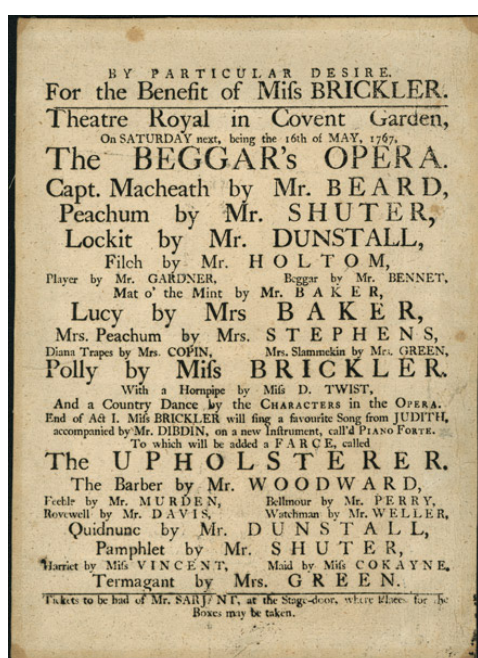 BY PARTICULAR DESIRE.
For the Benefit of Miſs BRICKLER.
Theatre Royal in Covent Garden,
On SATURDAY next, being the 16th of MAY, 1767,
The BEGGAR's OPERA.
Capt. Macheath by Mr. BEARD,
Peachum by Mr. SHUTER,
Lockit by Mr. DUNSTALL,
Filch by Mr. HOLTOM,
Player by Mr. GARDNER, Beggar by Mr. BENNET,
Mat o' the Mint by Mr. BAKER,
Lucy by Mrs BAKER,
Mrs. Peachum by Mrs. STEPHENS,
Diana Trapes by Mrs. COPIN, Mrs. Slammekin by Mrs. GREEN,
Polly by Miſs BRICKLER.
With a Hornpipe by Miſs D. TWIST,
And a Country Dance by the CHARACTERS in the OPERA.
End of Act I. Miſs BRICKLER will ſing a favourite Song from JUDITH,
accompanied by Mr. DIBDIN, on a new Inſtrument, call'd PIANO FORTE.
To which will be added a FARCE, called
The UPHOLSTERER.
The Barber by Mr. WOODWARD,
Feeble by Mr. MURDEN, Bellmour by Mr. PERRY,
Rovewell by Mr. DAVIS, Watchman by Mr. WELLER,
Quidnunc by Mr. DUNSTALL,
Pamphlet by Mr. SHUTER,
Harriet by Miſs VINCENT, Maid by Miſs COKAYNE,
Termagant by Mrs. GREEN.
Tickets to be had of Mr. SARJANT, at the Stage-door, where Places for the
Boxes may be taken.